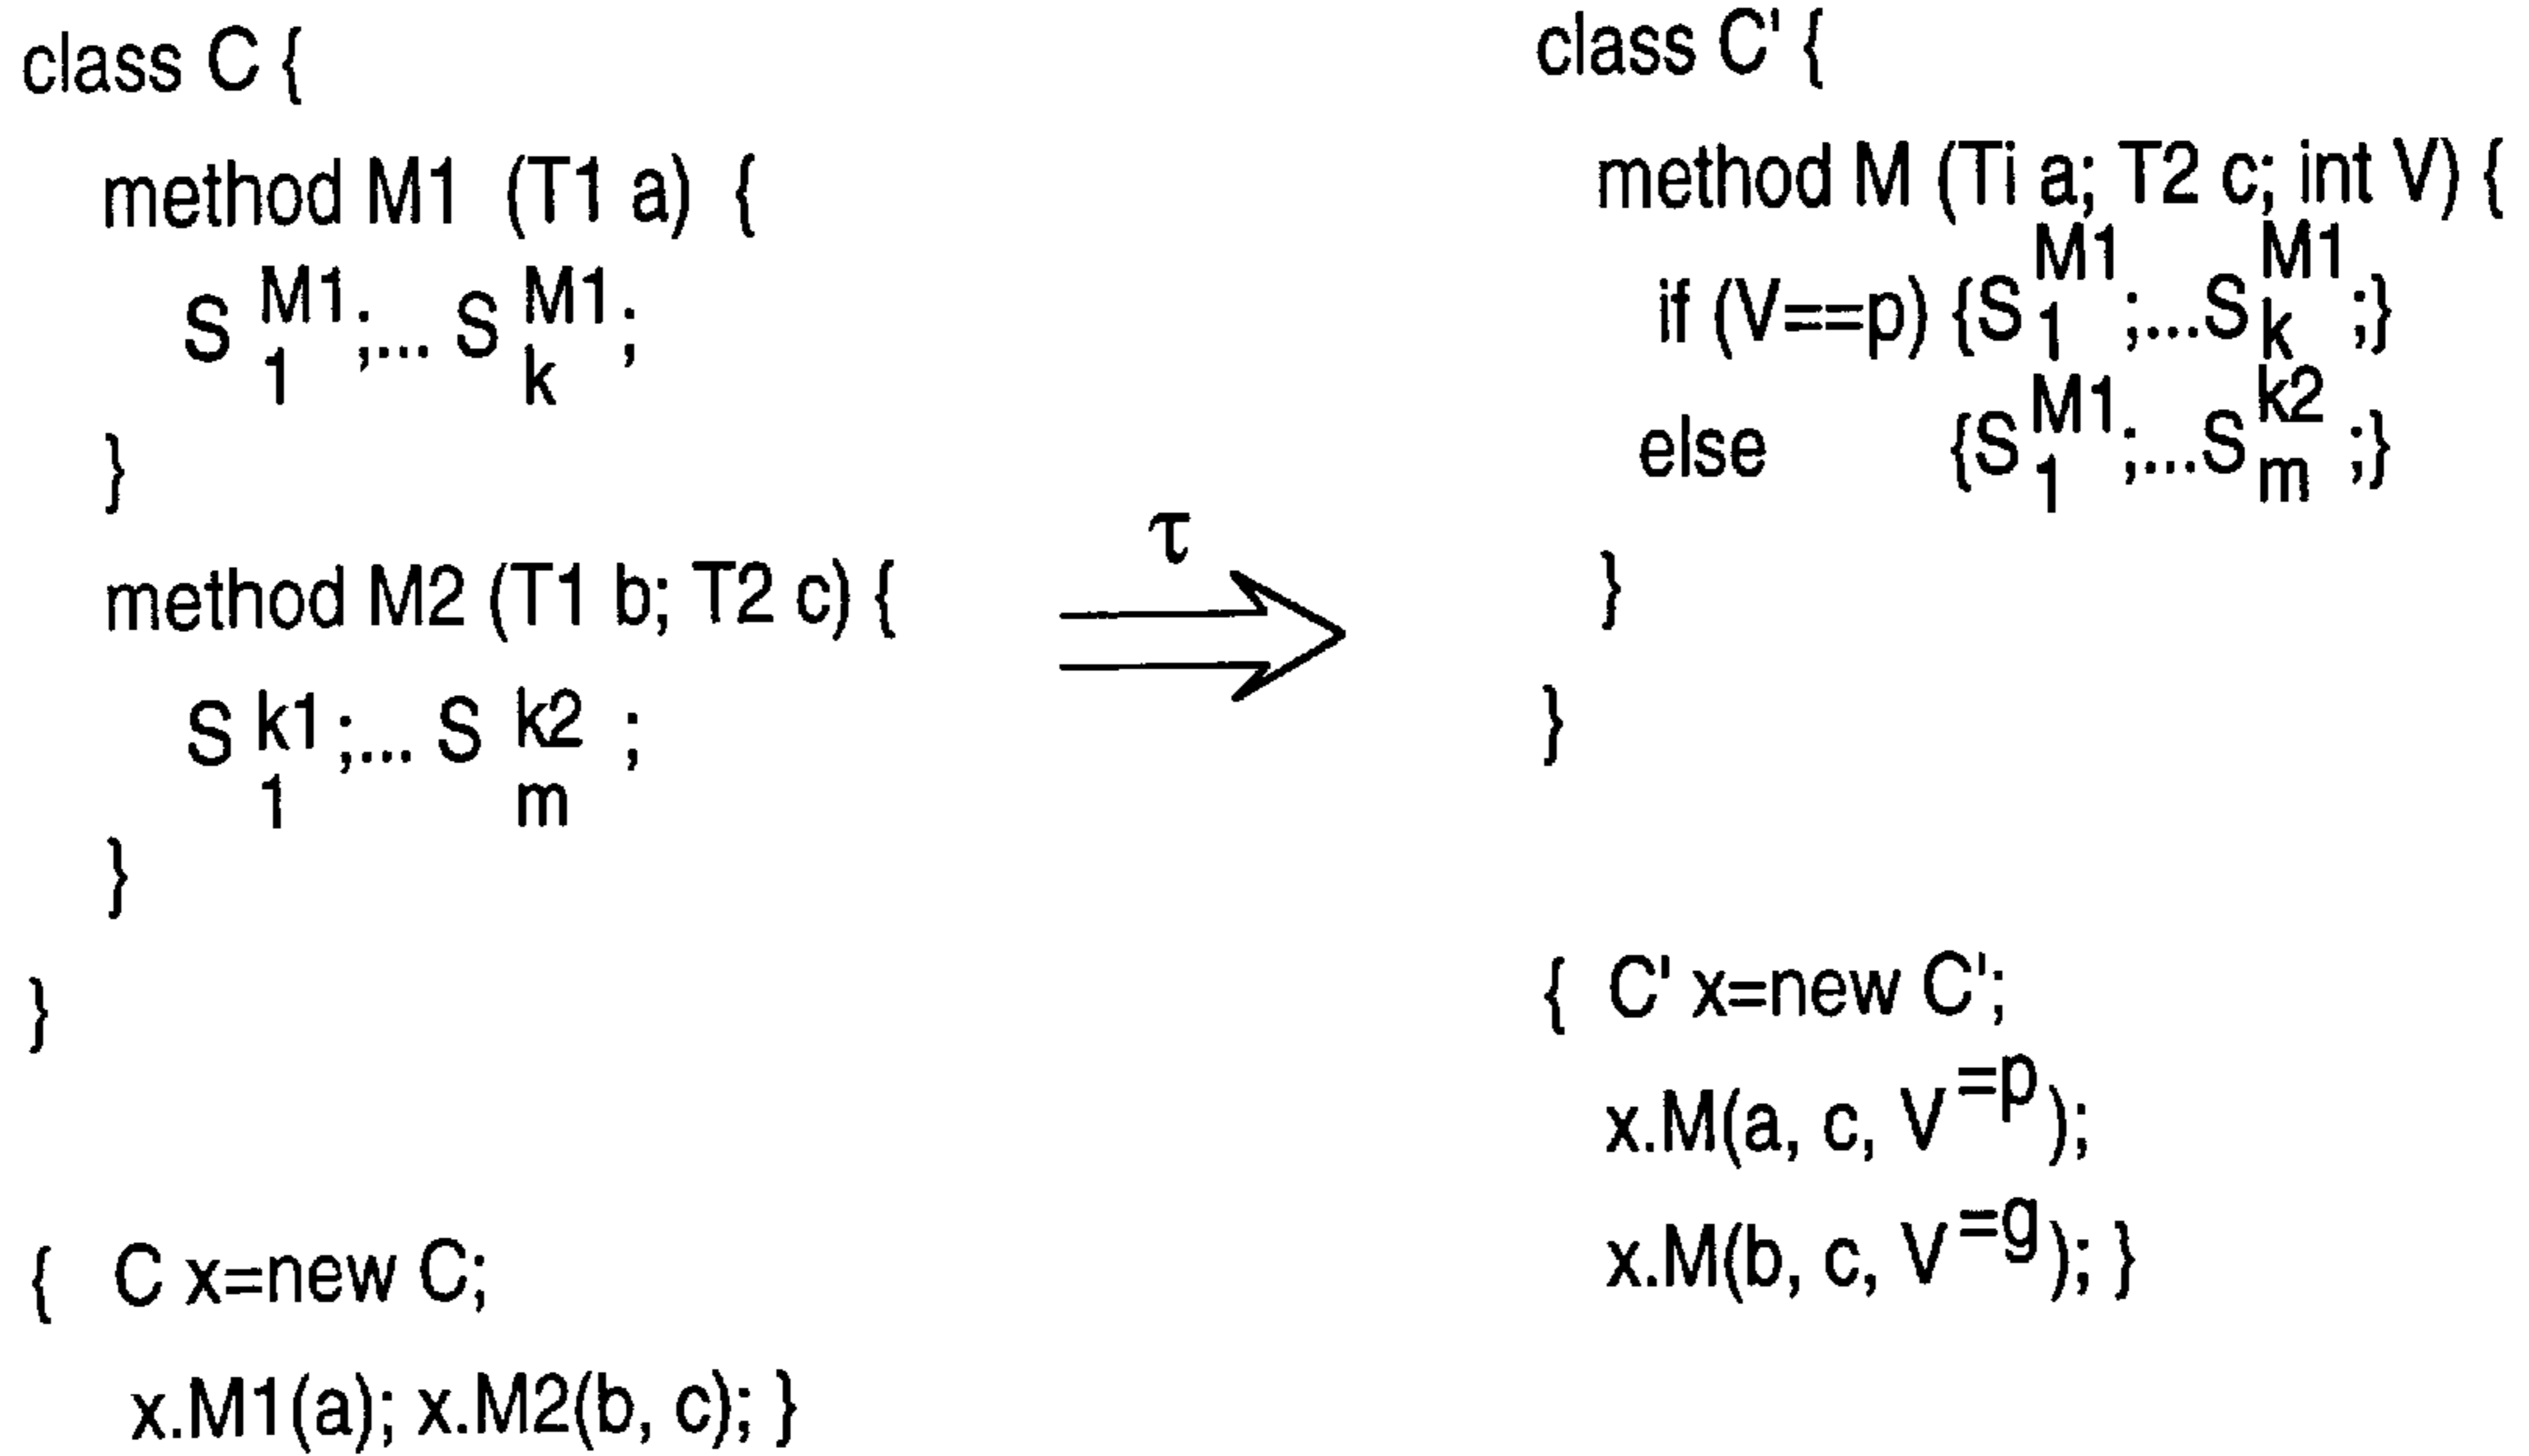 class C {
method M1 (T1 a) {
S M1 1 ;... S M1 k ;
}
method M2 (T1 b; T2 c) {
S k1 1 ;... S k2 m ;
}
}
{ C x=new C;
x.M1(a); x.M2(b, c); }
τ
class C' {
method M (Ti a; T2 c; int V) {
if (V==p) {S M1 1 ;...S M1 k ;}
else {S M1 1 ;...S k2 m ;}
}
}
{ C' x=new C';
x.M(a, c, V =p );
x.M(b, c, V =g ); }